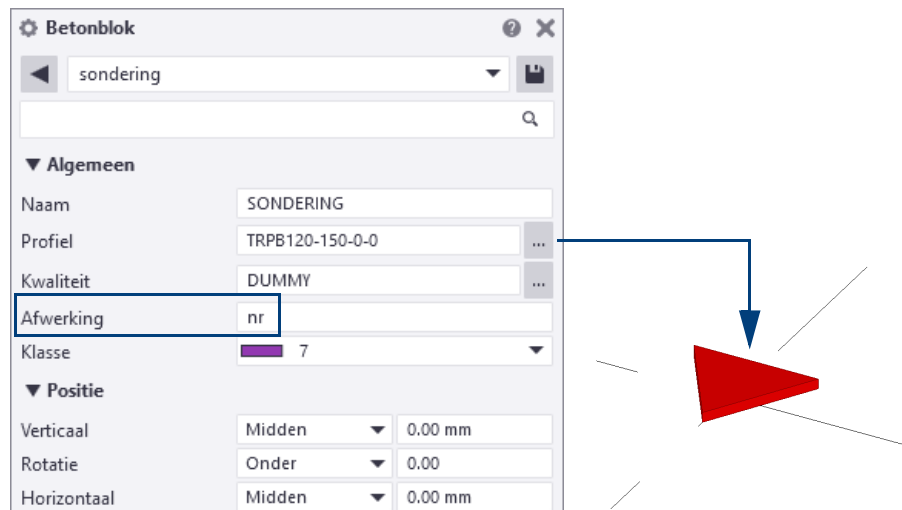 Betonblok
sondering
Algemeen
Naam SONDERING
Profiel TRPB120-150-0-0 ...
Kwaliteit DUMMY ...
Afwerking nr
Klasse 7
Positie
Verticaal Midden 0.00 mm
Rotatie Onder 0.00
Horizontaal Midden 0.00 mm